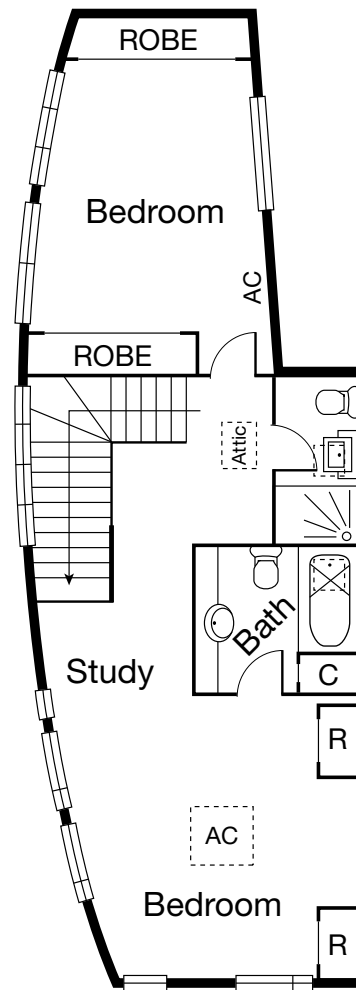 ROBE
Bedroom
AC
ROBE
Attic
Bath
Study
C
R
AC
Bedroom
R